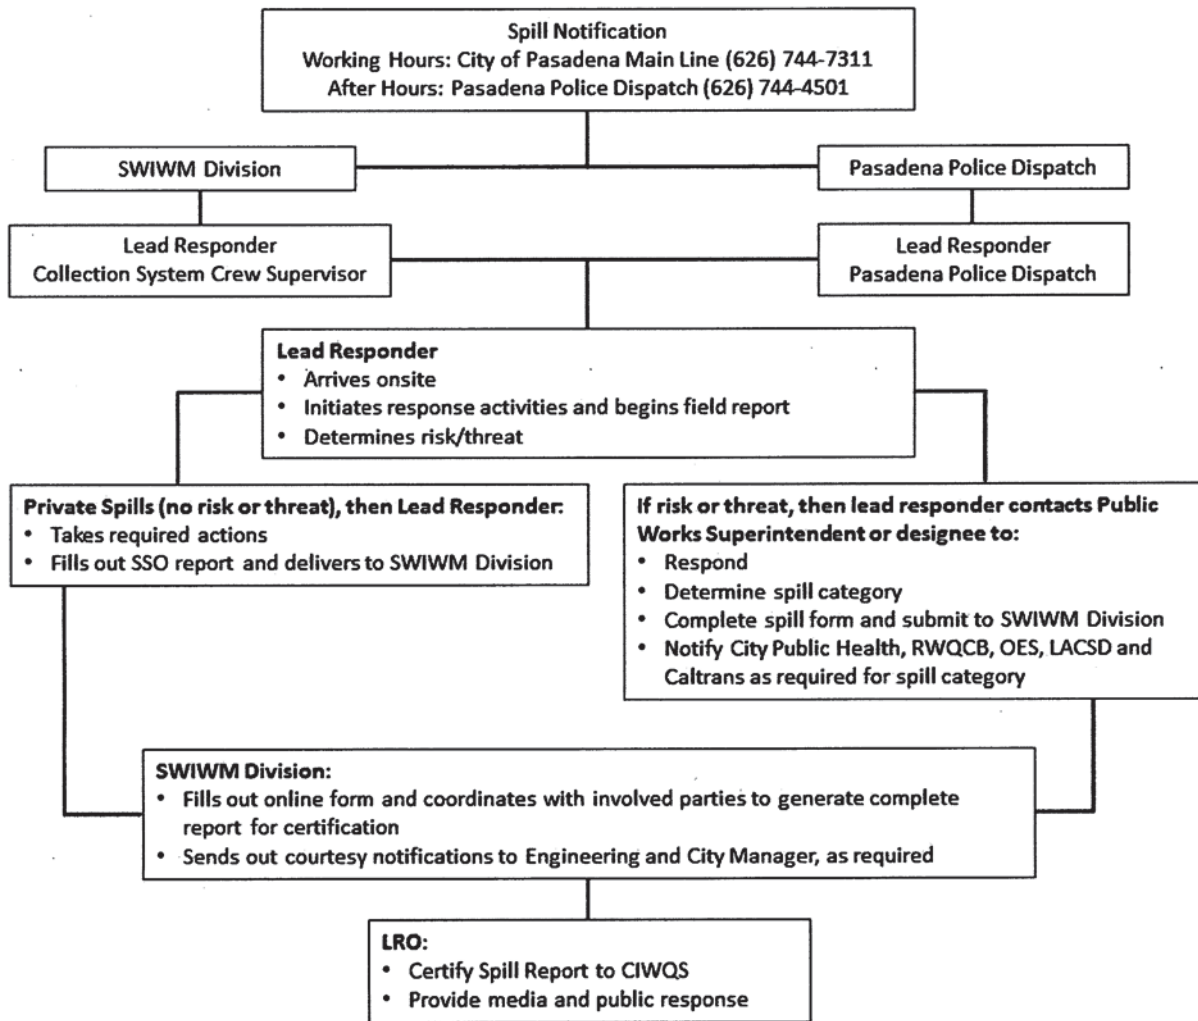 Spill Notification
Working Hours: City of Pasadena Main Line (626) 744-7311
After Hours: Pasadena Police Dispatch (626) 744-4501
SWIWM Division
Pasadena Police Dispatch
Lead Responder
Collection System Crew Supervisor
Lead Responder
Pasadena Police Dispatch
Lead Responder
• Arrives onsite
• Initiates response activities and begins field report
• Determines risk/threat
Private Spills (no risk or threat), then Lead Responder:
• Takes required actions
• Fills out SSO report and delivers to SWIWM Division
If risk or threat, then lead responder contacts Public
Works Superintendent or designee to:
• Respond
• Determine spill category
• Complete spill form and submit to SWIWM Division
• Notify City Public Health, RWQCB, OES, LACSD and
Caltrans as required for spill category
SWIWM Division:
• Fills out online form and coordinates with involved parties to generate complete
report for certification
• Sends out courtesy notifications to Engineering and City Manager, as required
LRO:
• Certify Spill Report to CIWQS
• Provide media and public response